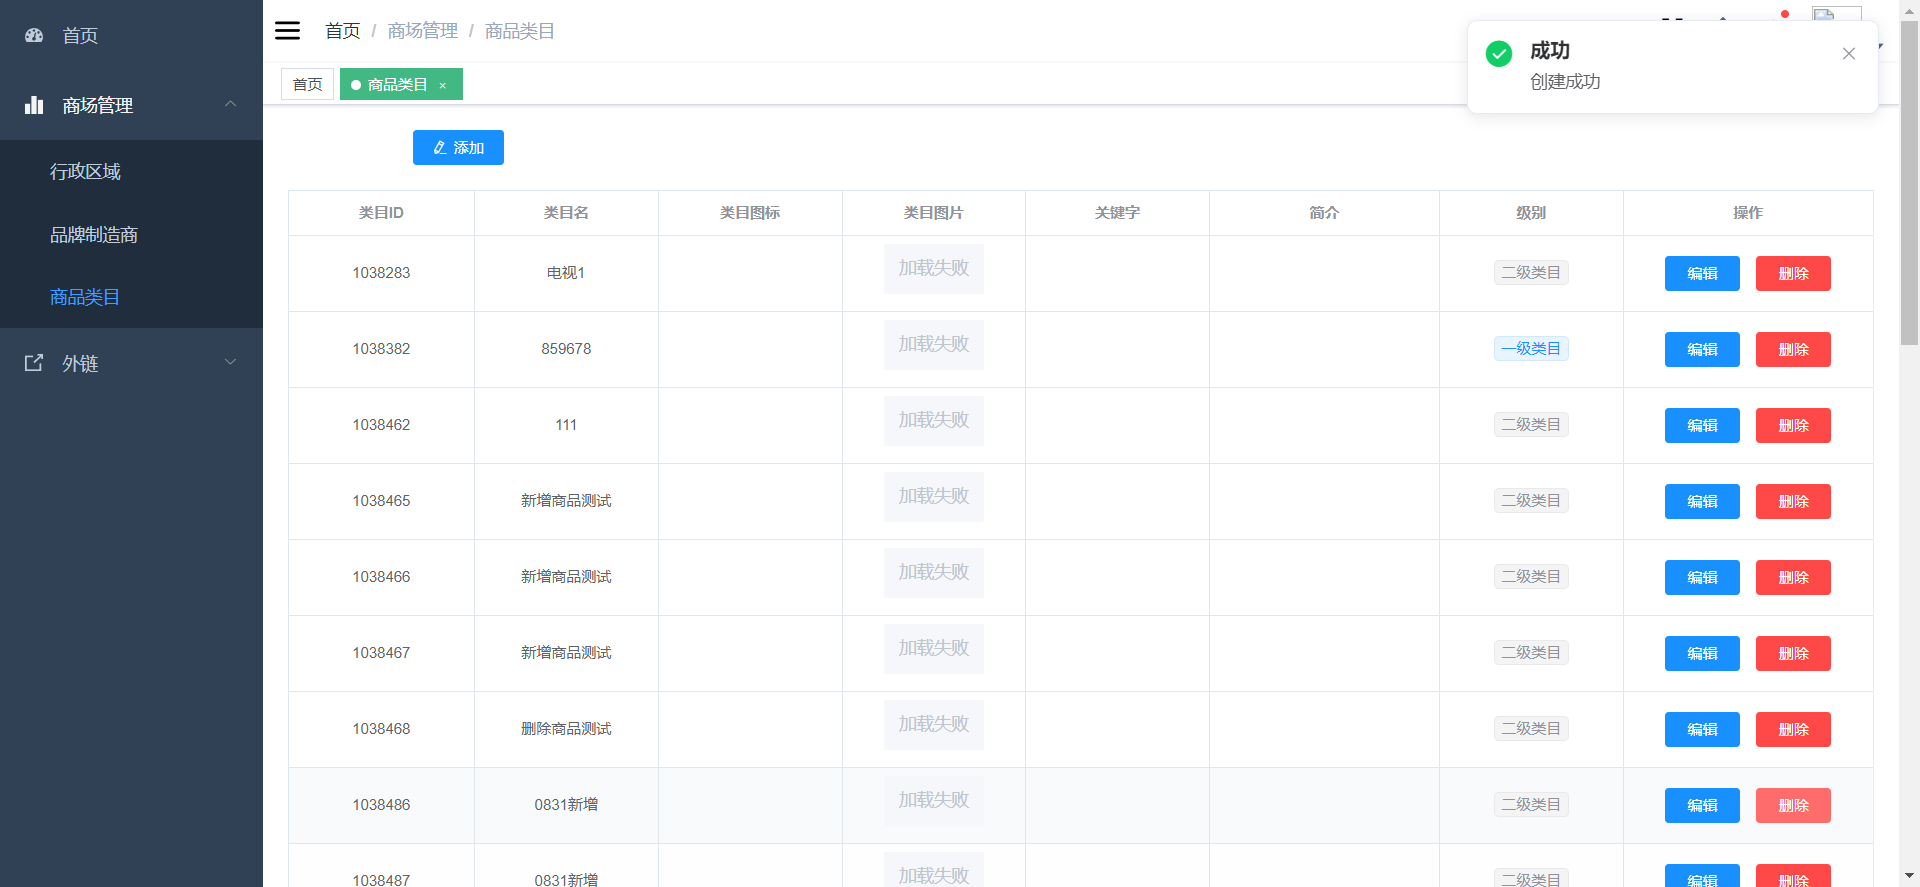 首页
商场管理
行政区域
品牌制造商
商品类目
外链
首页 / 商场管理 / 商品类目
首页
商品类目 ×
成功
创建成功
添加
类目ID 类目名 类目图标 类目图片 关键字 简介 级别 操作
1038283 电视1 加载失败 二级类目 编辑 删除
1038382 859678 加载失败 一级类目 编辑 删除
1038462 111 加载失败 二级类目 编辑 删除
1038465 新增商品测试 加载失败 二级类目 编辑 删除
1038466 新增商品测试 加载失败 二级类目 编辑 删除
1038467 新增商品测试 加载失败 二级类目 编辑 删除
1038468 删除商品测试 加载失败 二级类目 编辑 删除
1038486 0831新增 加载失败 二级类目 编辑 删除
1038487 0831新增 加载失败 二级类目 编辑 删除